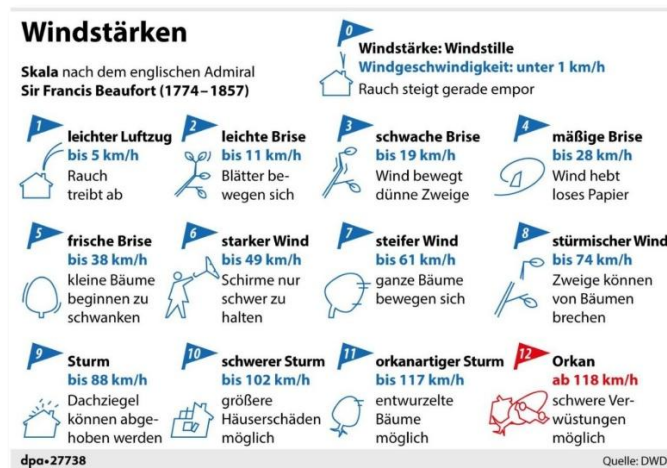 Windstärken
Skala nach dem englischen Admiral
Sir Francis Beaufort (1774–1857)
0
Windstärke: Windstille
Windgeschwindigkeit: unter 1 km/h
Rauch steigt gerade empor
1
leichter Luftzug
bis 5 km/h
Rauch
treibt ab
2
leichte Brise
bis 11 km/h
Blätter be-
wegen sich
3
schwache Brise
bis 19 km/h
Wind bewegt
dünne Zweige
4
mäßige Brise
bis 28 km/h
Wind hebt
loses Papier
5
frische Brise
bis 38 km/h
kleine Bäume
beginnen zu
schwanken
6
starker Wind
bis 49 km/h
Schirme nur
schwer zu
halten
7
steifer Wind
bis 61 km/h
ganze Bäume
bewegen sich
8
stürmischer Wind
bis 74 km/h
Zweige können
von Bäumen
brechen
9
Sturm
bis 88 km/h
Dachziegel
können abge-
hoben werden
10
schwerer Sturm
bis 102 km/h
größere
Häuserschäden
möglich
11
orkanartiger Sturm
bis 117 km/h
entwurzelte
Bäume
möglich
12
Orkan
ab 118 km/h
schwere Ver-
wüstungen
möglich
dpa•27738
Quelle: DWD